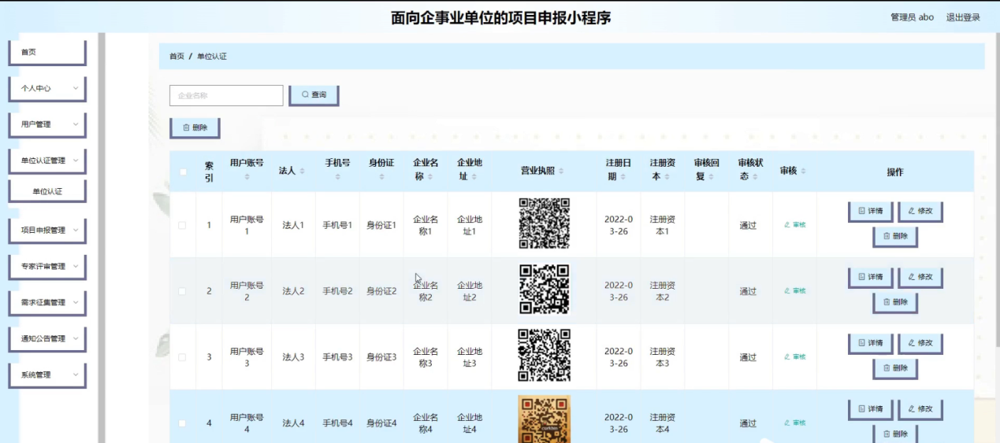 面向企事业单位的项目申报小程序
管理员 abo 退出登录
首页
个人中心
用户管理
单位认证管理
单位认证
项目申报管理
专家评审管理
需求征集管理
通知公告管理
系统管理
首页 / 单位认证
企业名称 查询
删除
索引 用户账号 法人 手机号 身份证 企业名称 企业地址 营业执照 注册日期 注册资本 审核回复 审核状态 审核 操作
1 用户账号1 法人1 手机号1 身份证1 企业名称1 企业地址1 2022-03-26 注册资本1 通过 审核 详情 修改 删除
2 用户账号2 法人2 手机号2 身份证2 企业名称2 企业地址2 2022-03-26 注册资本2 通过 审核 详情 修改 删除
3 用户账号3 法人3 手机号3 身份证3 企业名称3 企业地址3 2022-03-26 注册资本3 通过 审核 详情 修改 删除
4 用户账号4 法人4 手机号4 身份证4 企业名称4 企业地址4 2022-03-26 注册资本4 通过 审核 详情 修改 删除